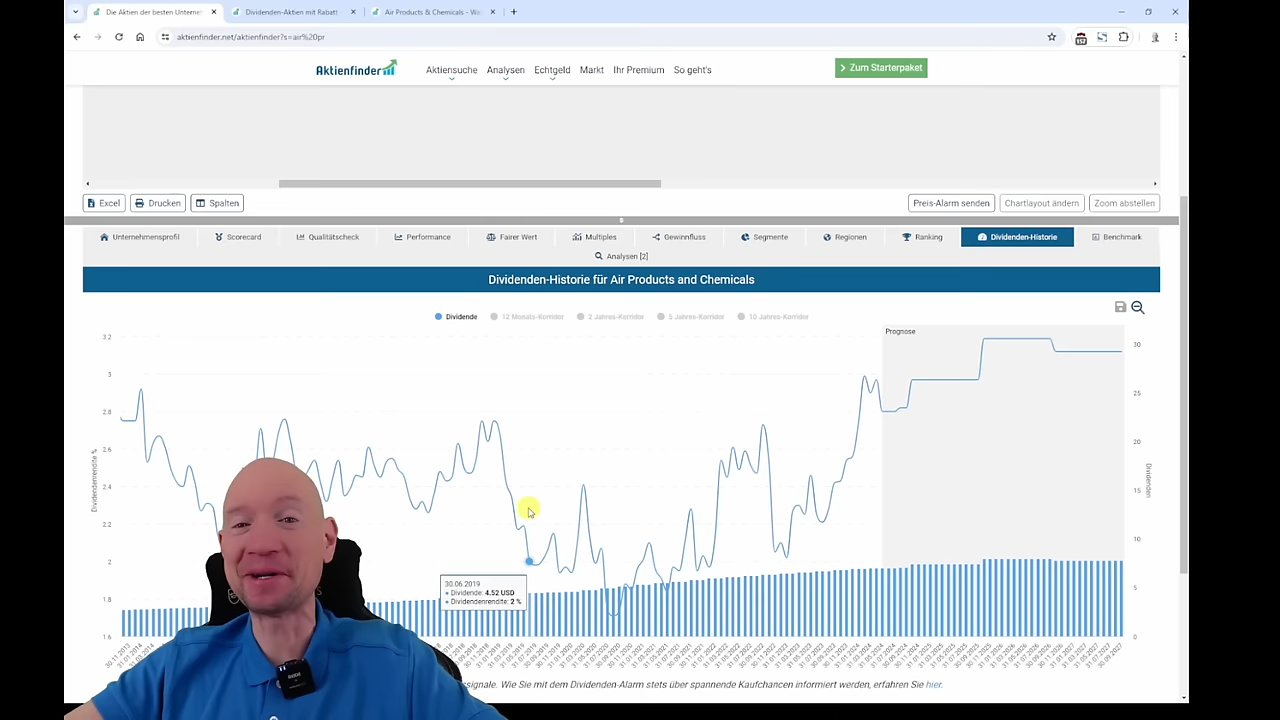 Die Aktien der besten Unterneh
Dividenden-Aktien mit Rabatt
Air Products & Chemicals - We
aktienfinder.net/aktienfinder?s=air%20pr
157
Aktienfinder
Aktiensuche
Analysen
Echtgeld
Markt
Ihr Premium
So geht's
Zum Starterpaket
Excel
Drucken
Spalten
Preis-Alarm senden
Chartlayout ändern
Zoom abstellen
Unternehmensprofil
Scorecard
Qualitätscheck
Performance
Fairer Wert
Multiples
Gewinnfluss
Segmente
Regionen
Ranking
Dividenden-Historie
Benchmark
Analysen [2]
Dividenden-Historie für Air Products and Chemicals
Dividende
12 Monats-Korridor
2 Jahres-Korridor
5 Jahres-Korridor
10 Jahres-Korridor
Prognose
3.2
3
2.8
2.6
2.4
2.2
2
1.8
1.6
Dividendenrendite %
30
25
20
15
10
5
0
Dividenden
30.06.2019
Dividende: 4.52 USD
Dividendenrendite: 2 %
signale. Wie Sie mit dem Dividenden-Alarm stets über spannende Kaufchancen informiert werden, erfahren Sie hier.